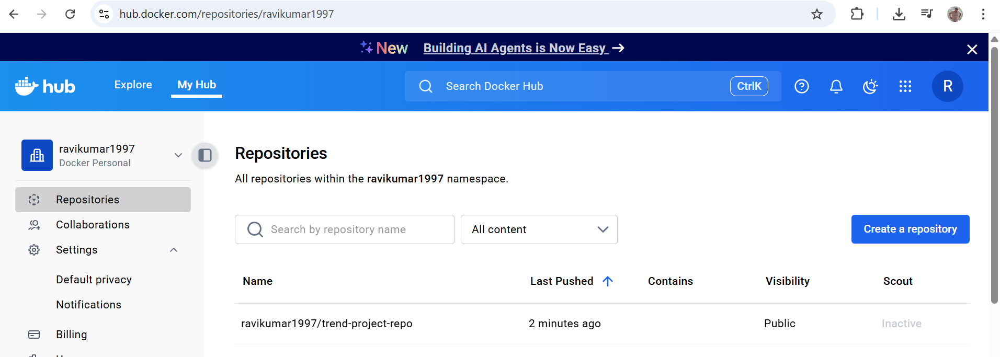 hub.docker.com/repositories/ravikumar1997
New Building AI Agents is Now Easy →
hub Explore My Hub Search Docker Hub CtrlK R
ravikumar1997
Docker Personal
Repositories
Collaborations
Settings
Default privacy
Notifications
Billing
Repositories
All repositories within the ravikumar1997 namespace.
Search by repository name All content Create a repository
Name Last Pushed Contains Visibility Scout
ravikumar1997/trend-project-repo 2 minutes ago Public Inactive